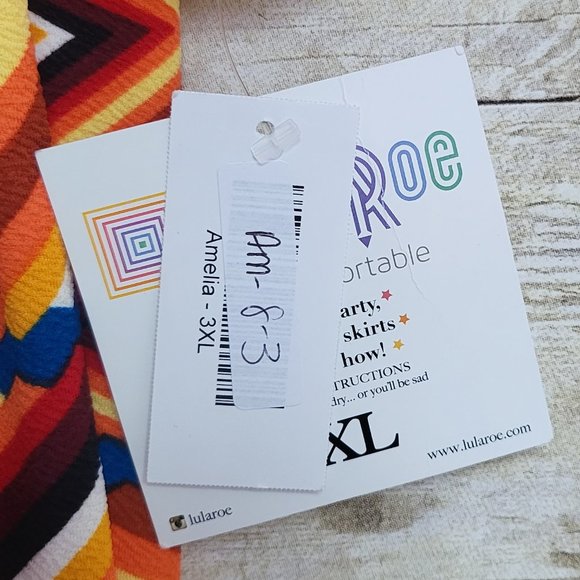 Roe
ortable
arty,
skirts
how!
TRUCTIONS
dry... or you'll be sad
XL
www.lularoe.com
lularoe
Amelia - 3XL
Am- 8-3